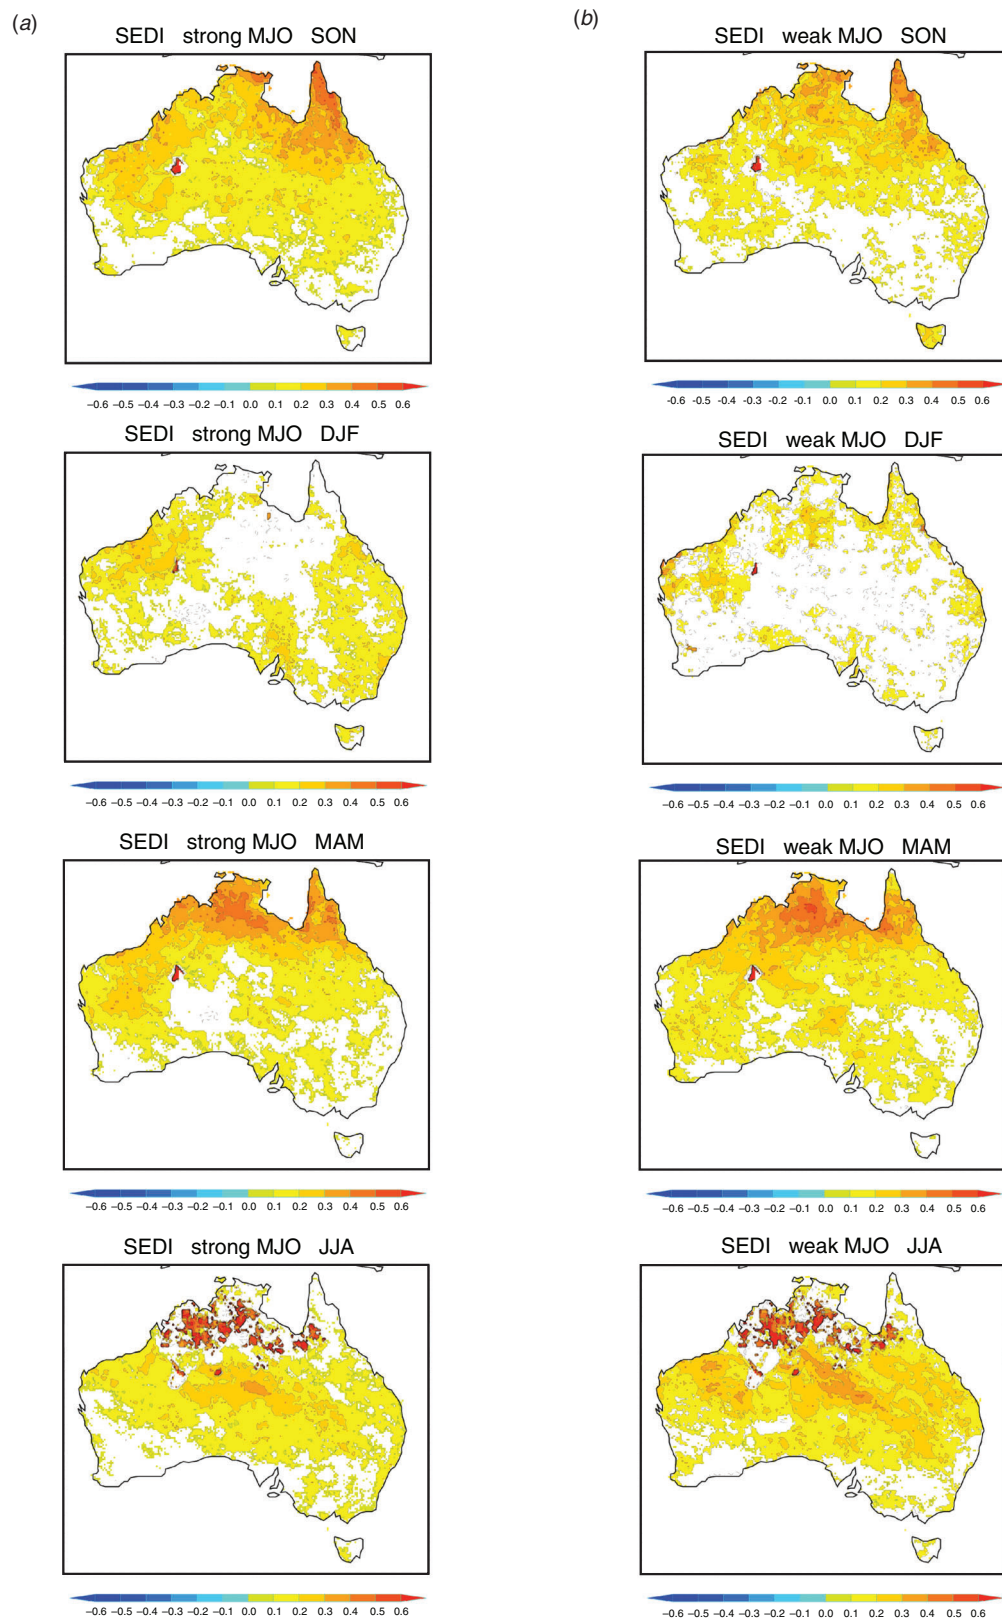 (a)
(b)
SEDI strong MJO SON
SEDI weak MJO SON
−0.6 −0.5 −0.4 −0.3 −0.2 −0.1 0.0 0.1 0.2 0.3 0.4 0.5 0.6
−0.6 −0.5 −0.4 −0.3 −0.2 −0.1 0.0 0.1 0.2 0.3 0.4 0.5 0.6
SEDI strong MJO DJF
SEDI weak MJO DJF
−0.6 −0.5 −0.4 −0.3 −0.2 −0.1 0.0 0.1 0.2 0.3 0.4 0.5 0.6
−0.6 −0.5 −0.4 −0.3 −0.2 −0.1 0.0 0.1 0.2 0.3 0.4 0.5 0.6
SEDI strong MJO MAM
SEDI weak MJO MAM
−0.6 −0.5 −0.4 −0.3 −0.2 −0.1 0.0 0.1 0.2 0.3 0.4 0.5 0.6
−0.6 −0.5 −0.4 −0.3 −0.2 −0.1 0.0 0.1 0.2 0.3 0.4 0.5 0.6
SEDI strong MJO JJA
SEDI weak MJO JJA
−0.6 −0.5 −0.4 −0.3 −0.2 −0.1 0.0 0.1 0.2 0.3 0.4 0.5 0.6
−0.6 −0.5 −0.4 −0.3 −0.2 −0.1 0.0 0.1 0.2 0.3 0.4 0.5 0.6